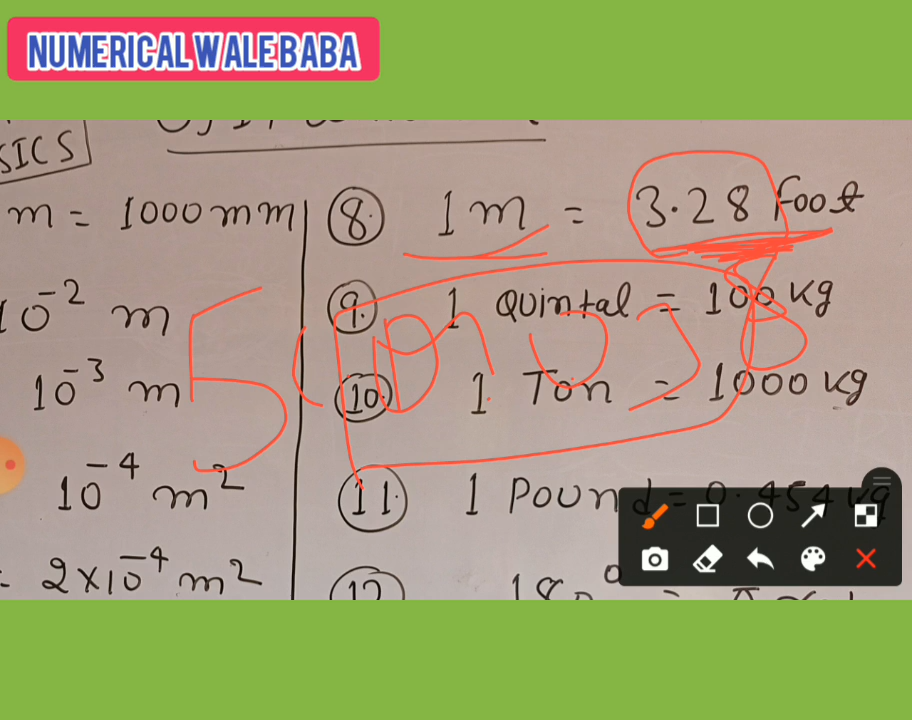 NUMERICAL WALE BABA
SICS
m = 1000 mm
10⁻² m
10⁻³ m
10⁻⁴ m²
= 2×10⁻⁴ m²
8. 1 m = 3.28 Foot
9. 1 Quintal = 100 kg
10. 1 Ton = 1000 kg
11. 1 Pound = 0.454 kg
12
5